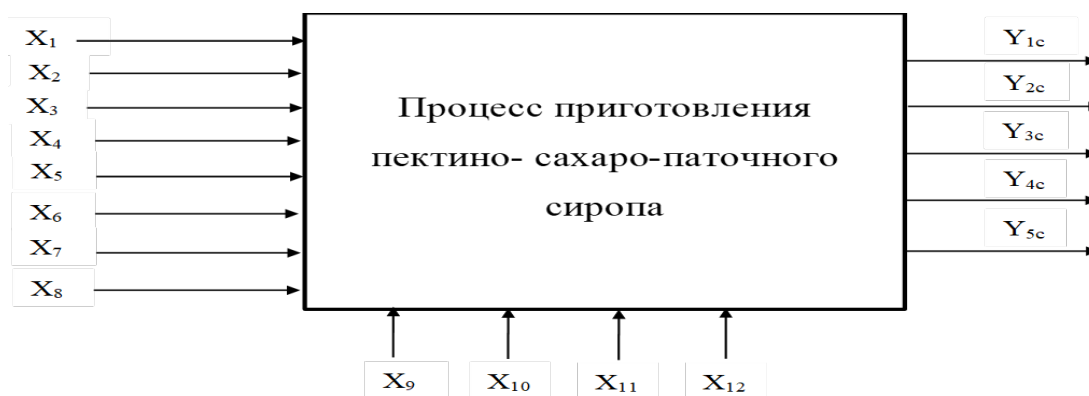 X₁
X₂
X₃
X₄
X₅
X₆
X₇
X₈
Процесс приготовления
пектино- сахаро-паточного
сиропа
Y₁c
Y₂c
Y₃c
Y₄c
Y₅c
X₉ X₁₀ X₁₁ X₁₂